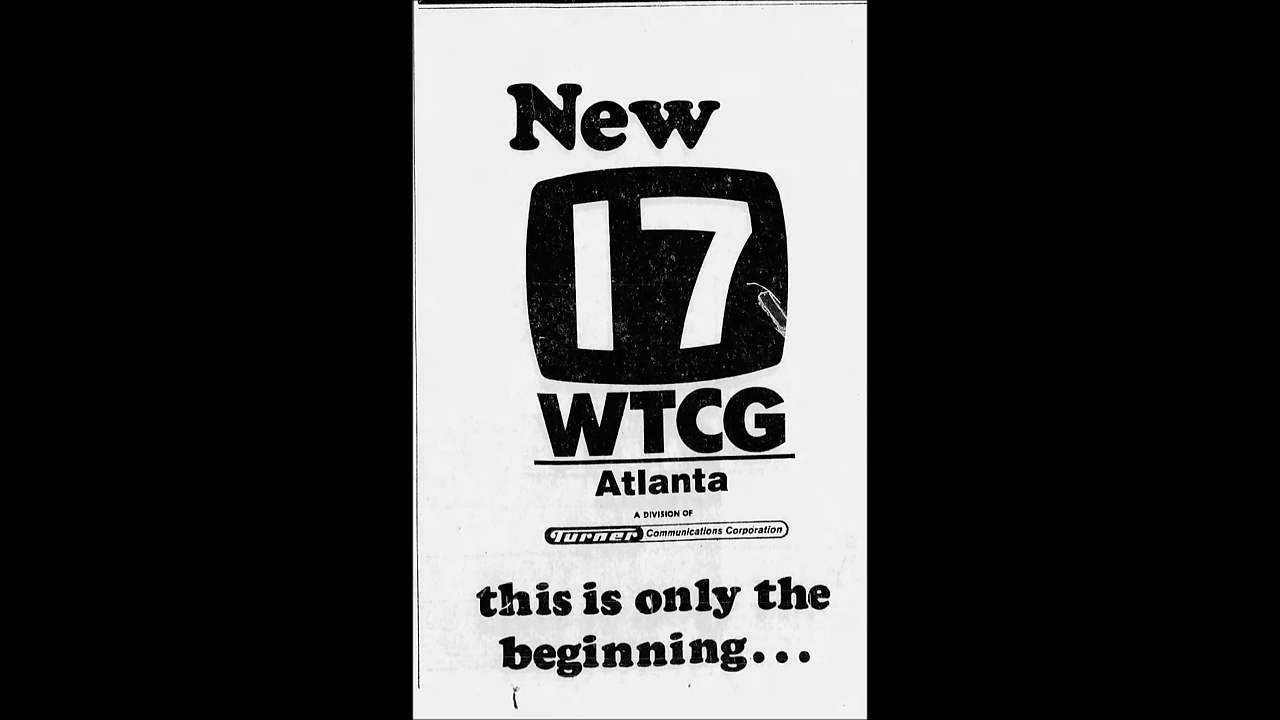 New
17
WTCG
Atlanta
A DIVISION OF
Turner Communications Corporation
this is only the
beginning...